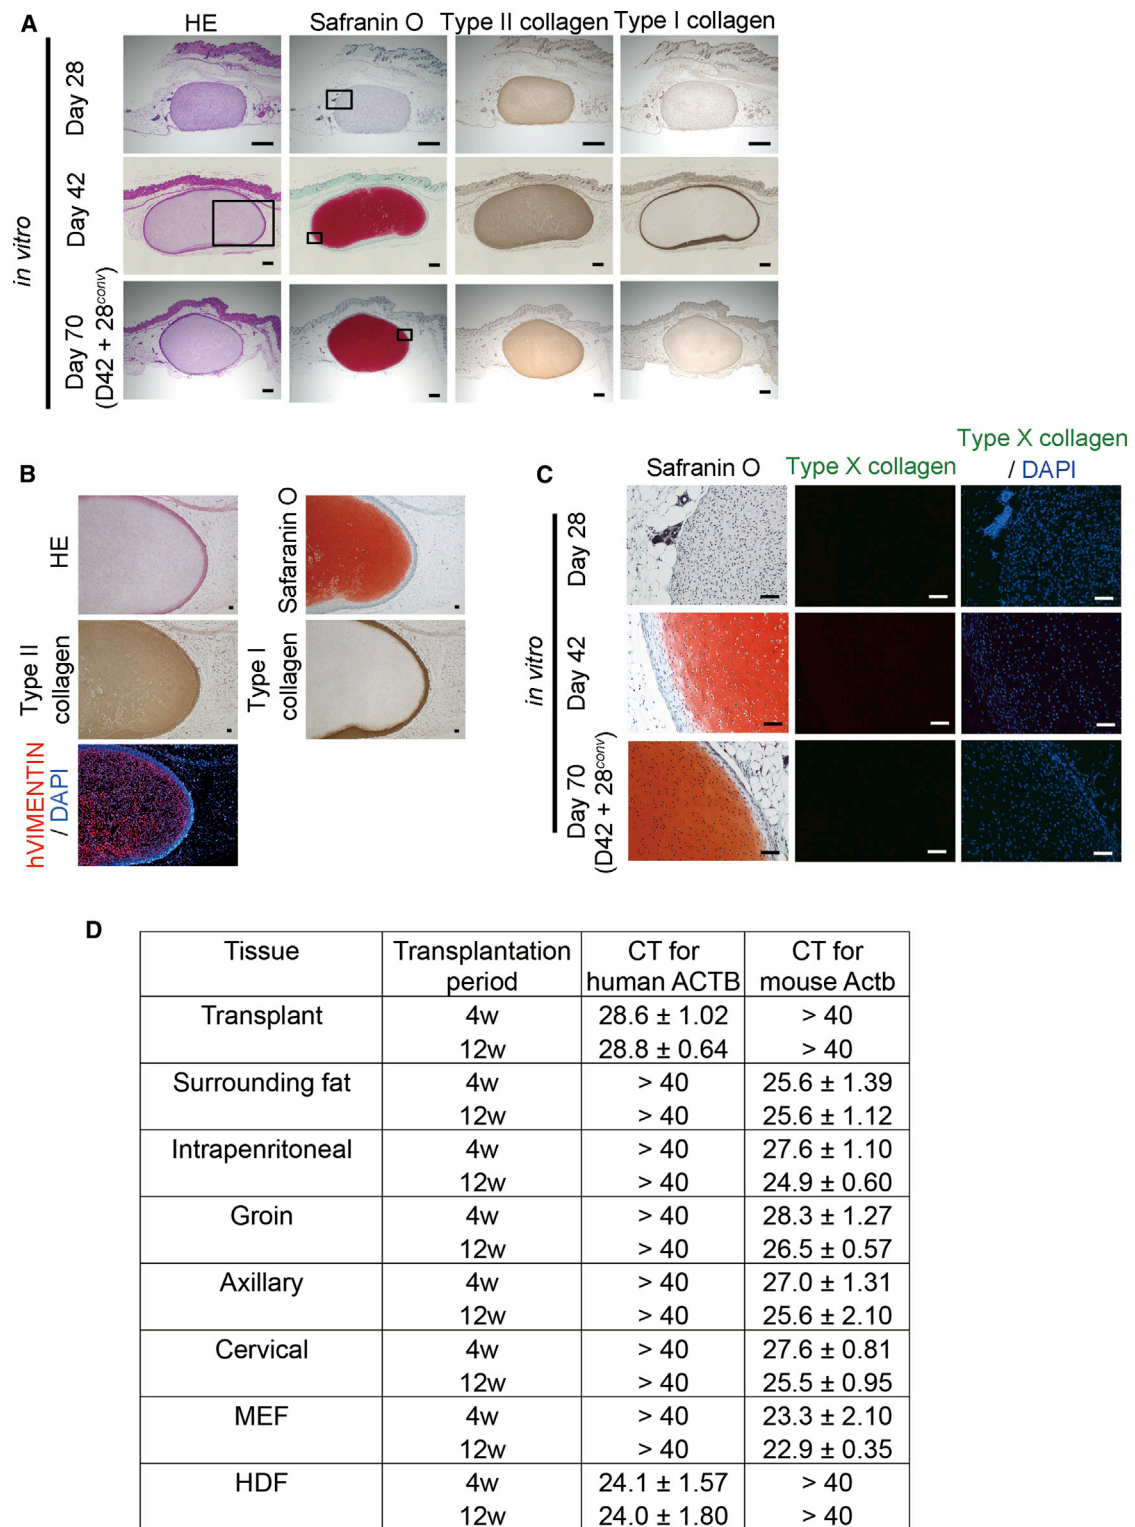 A
HE
Safranin O
Type II collagen
Type I collagen
in vitro
Day 28
Day 42
Day 70
(D42 + 28conv)
B
HE
Safaranin O
Type II
collagen
Type I
collagen
hVIMENTIN
/ DAPI
C
Safranin O
Type X collagen
Type X collagen
/ DAPI
in vitro
Day 28
Day 42
Day 70
(D42 + 28conv)
D
Tissue Transplantation period CT for human ACTB CT for mouse Actb
Transplant 4w 28.6 ± 1.02 > 40
12w 28.8 ± 0.64 > 40
Surrounding fat 4w > 40 25.6 ± 1.39
12w > 40 25.6 ± 1.12
Intrapenritoneal 4w > 40 27.6 ± 1.10
12w > 40 24.9 ± 0.60
Groin 4w > 40 28.3 ± 1.27
12w > 40 26.5 ± 0.57
Axillary 4w > 40 27.0 ± 1.31
12w > 40 25.6 ± 2.10
Cervical 4w > 40 27.6 ± 0.81
12w > 40 25.5 ± 0.95
MEF 4w > 40 23.3 ± 2.10
12w > 40 22.9 ± 0.35
HDF 4w 24.1 ± 1.57 > 40
12w 24.0 ± 1.80 > 40